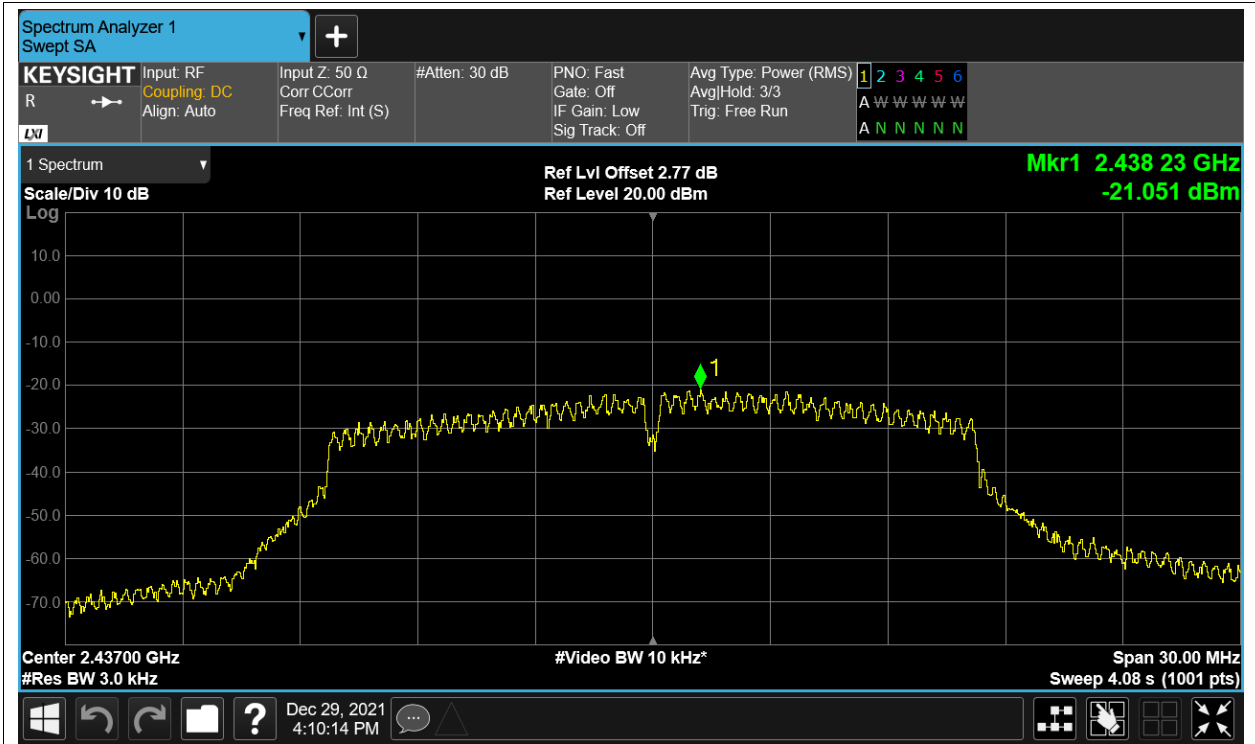 Spectrum Analyzer 1
Swept SA
KEYSIGHT
R
LXI
Input: RF
Coupling: DC
Align: Auto
Input Z: 50 Ω
Corr CCorr
Freq Ref: Int (S)
#Atten: 30 dB
PNO: Fast
Gate: Off
IF Gain: Low
Sig Track: Off
Avg Type: Power (RMS)
Avg|Hold: 3/3
Trig: Free Run
1 2 3 4 5 6
A W W W W W
A N N N N N
1 Spectrum
Scale/Div 10 dB
Log
Ref Lvl Offset 2.77 dB
Ref Level 20.00 dBm
Mkr1 2.438 23 GHz
-21.051 dBm
10.0
0.00
-10.0
1
-20.0
-30.0
-40.0
-50.0
-60.0
-70.0
Center 2.43700 GHz
#Res BW 3.0 kHz
#Video BW 10 kHz*
Span 30.00 MHz
Sweep 4.08 s (1001 pts)
?
Dec 29, 2021
4:10:14 PM